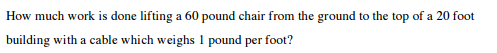 How much work is done lifting a 60 pound chair from the ground to the top of a 20 foot
building with a cable which weighs 1 pound per foot?